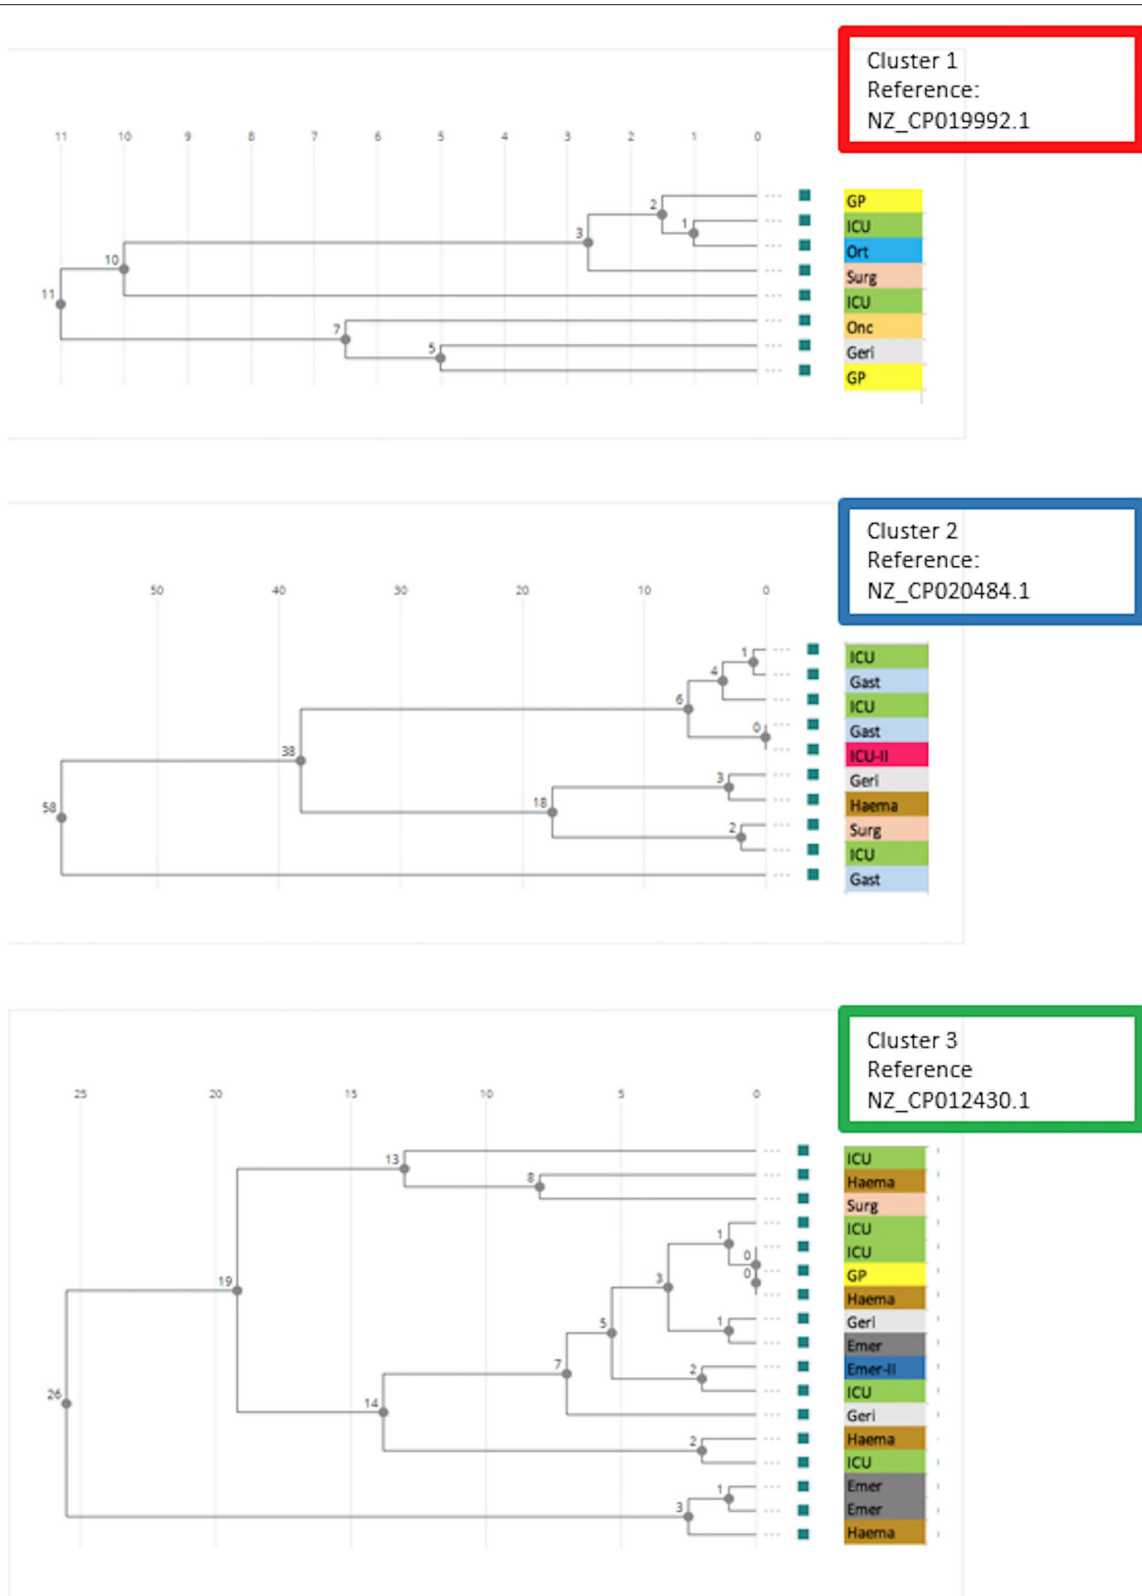 Cluster 1
Reference:
NZ_CP019992.1
11 10 9 8 7 6 5 4 3 2 1 0
2
1
3
10
11
7
5
GP
ICU
Ort
Surg
ICU
Onc
Geri
GP
Cluster 2
Reference:
NZ_CP020484.1
50 40 30 20 10 0
1
4
6
0
38
3
18
58
2
ICU
Gast
ICU
Gast
ICU-II
Geri
Haema
Surg
ICU
Gast
Cluster 3
Reference
NZ_CP012430.1
25 20 15 10 5 0
13
8
1
0
0
3
19
1
5
7
2
26
14
2
1
3
ICU
Haema
Surg
ICU
ICU
GP
Haema
Geri
Emer
Emer-II
ICU
Geri
Haema
ICU
Emer
Emer
Haema